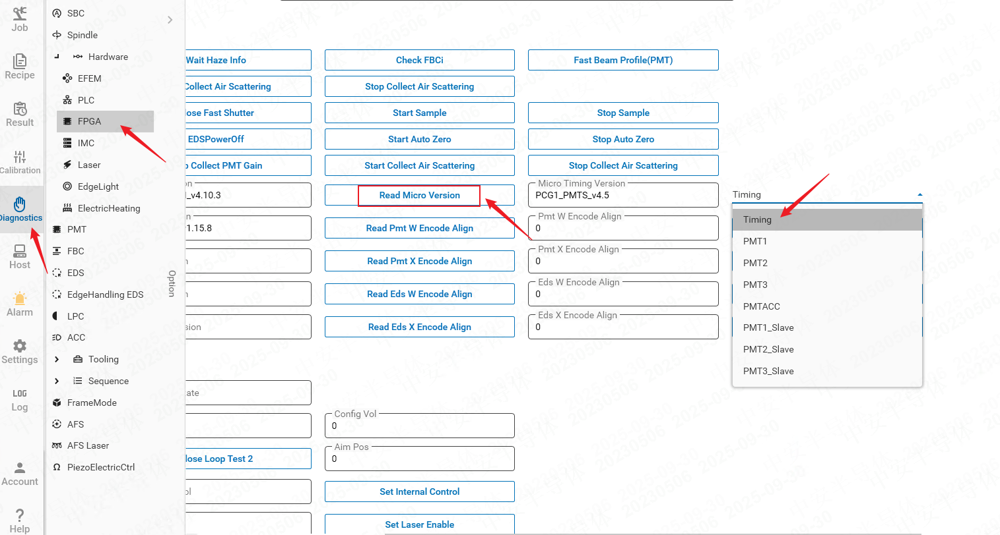 Job
Recipe
Result
Calibration
Diagnostics
Host
Alarm
Settings
LOG
Log
Account
Help
SBC
Spindle
Hardware
EFEM
PLC
FPGA
IMC
Laser
EdgeLight
ElectricHeating
PMT
FBC
EDS
EdgeHandling EDS
LPC
ACC
Tooling
Sequence
FrameMode
AFS
AFS Laser
PiezoElectricCtrl
Option
Wait Haze Info
Check FBCi
Fast Beam Profile(PMT)
Collect Air Scattering
Stop Collect Air Scattering
lose Fast Shutter
Start Sample
Stop Sample
EDSPowerOff
Start Auto Zero
Stop Auto Zero
Collect PMT Gain
Start Collect Air Scattering
Stop Collect Air Scattering
_v4.10.3
Read Micro Version
Micro Timing Version
PCG1_PMTS_v4.5
1.15.8
Read Pmt W Encode Align
Pmt W Encode Align
0
Read Pmt X Encode Align
Pmt X Encode Align
0
Read Eds W Encode Align
Eds W Encode Align
0
sion
Read Eds X Encode Align
Eds X Encode Align
0
ate
Config Vol
0
lose Loop Test 2
Aim Pos
0
ol
Set Internal Control
Set Laser Enable
Timing
Timing
PMT1
PMT2
PMT3
PMTACC
PMT1_Slave
PMT2_Slave
PMT3_Slave